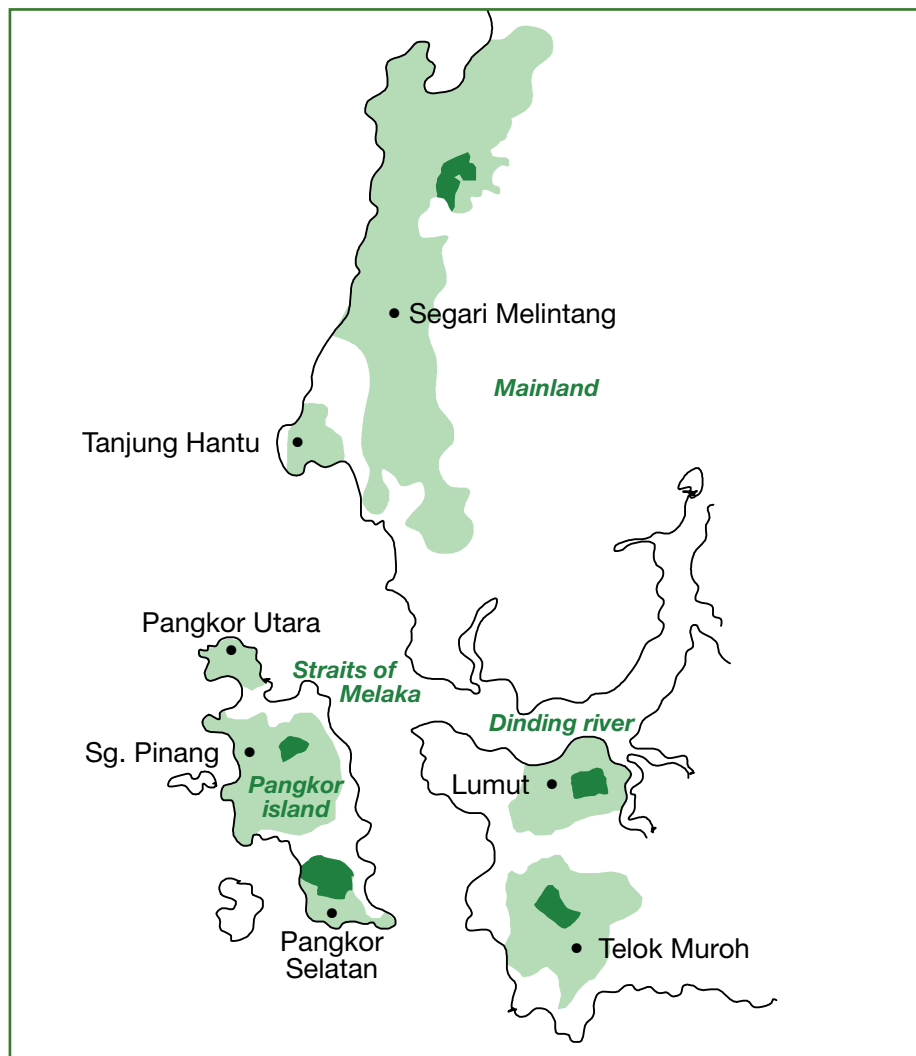 Segari Melintang
Mainland
Tanjung Hantu
Pangkor Utara
Straits of
Melaka
Dinding river
Sg. Pinang
Lumut
Pangkor
island
Pangkor
Selatan
Telok Muroh